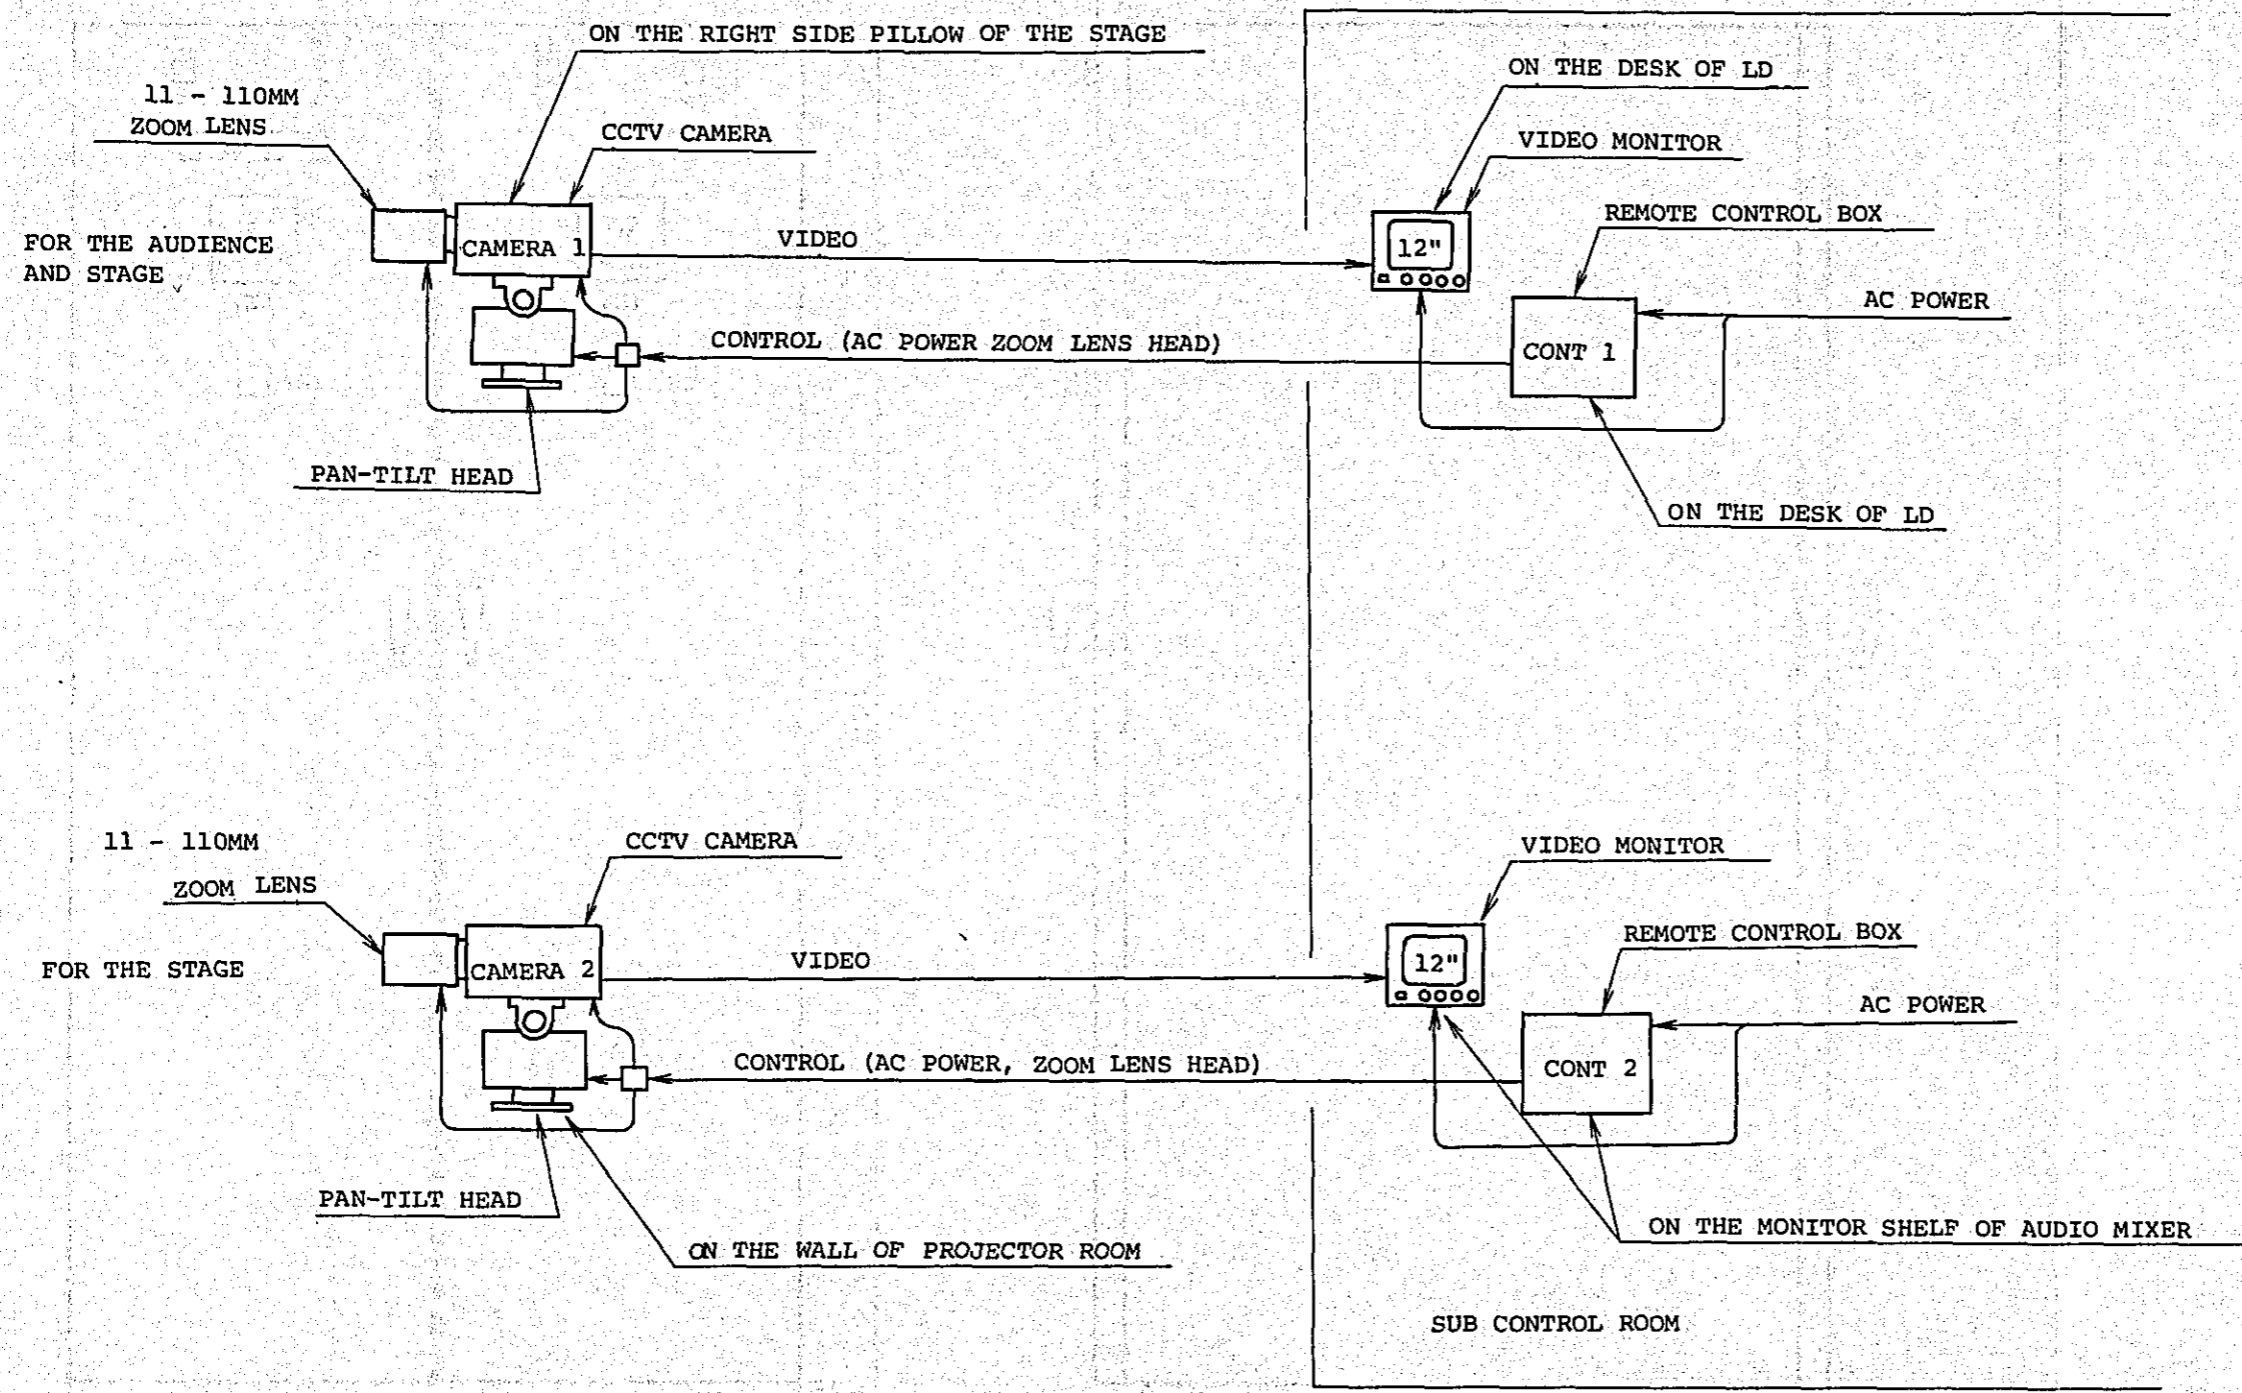 ON THE RIGHT SIDE PILLOW OF THE STAGE
ON THE DESK OF LD
11 - 110MM
ZOOM LENS
CCTV CAMERA
VIDEO MONITOR
REMOTE CONTROL BOX
FOR THE AUDIENCE
AND STAGE
CAMERA 1
VIDEO
12"
AC POWER
CONTROL (AC POWER ZOOM LENS HEAD)
CONT 1
PAN-TILT HEAD
ON THE DESK OF LD
11 - 110MM
ZOOM LENS
CCTV CAMERA
VIDEO MONITOR
REMOTE CONTROL BOX
FOR THE STAGE
CAMERA 2
VIDEO
12"
AC POWER
CONTROL (AC POWER, ZOOM LENS HEAD)
CONT 2
PAN-TILT HEAD
ON THE WALL OF PROJECTOR ROOM
ON THE MONITOR SHELF OF AUDIO MIXER
SUB CONTROL ROOM